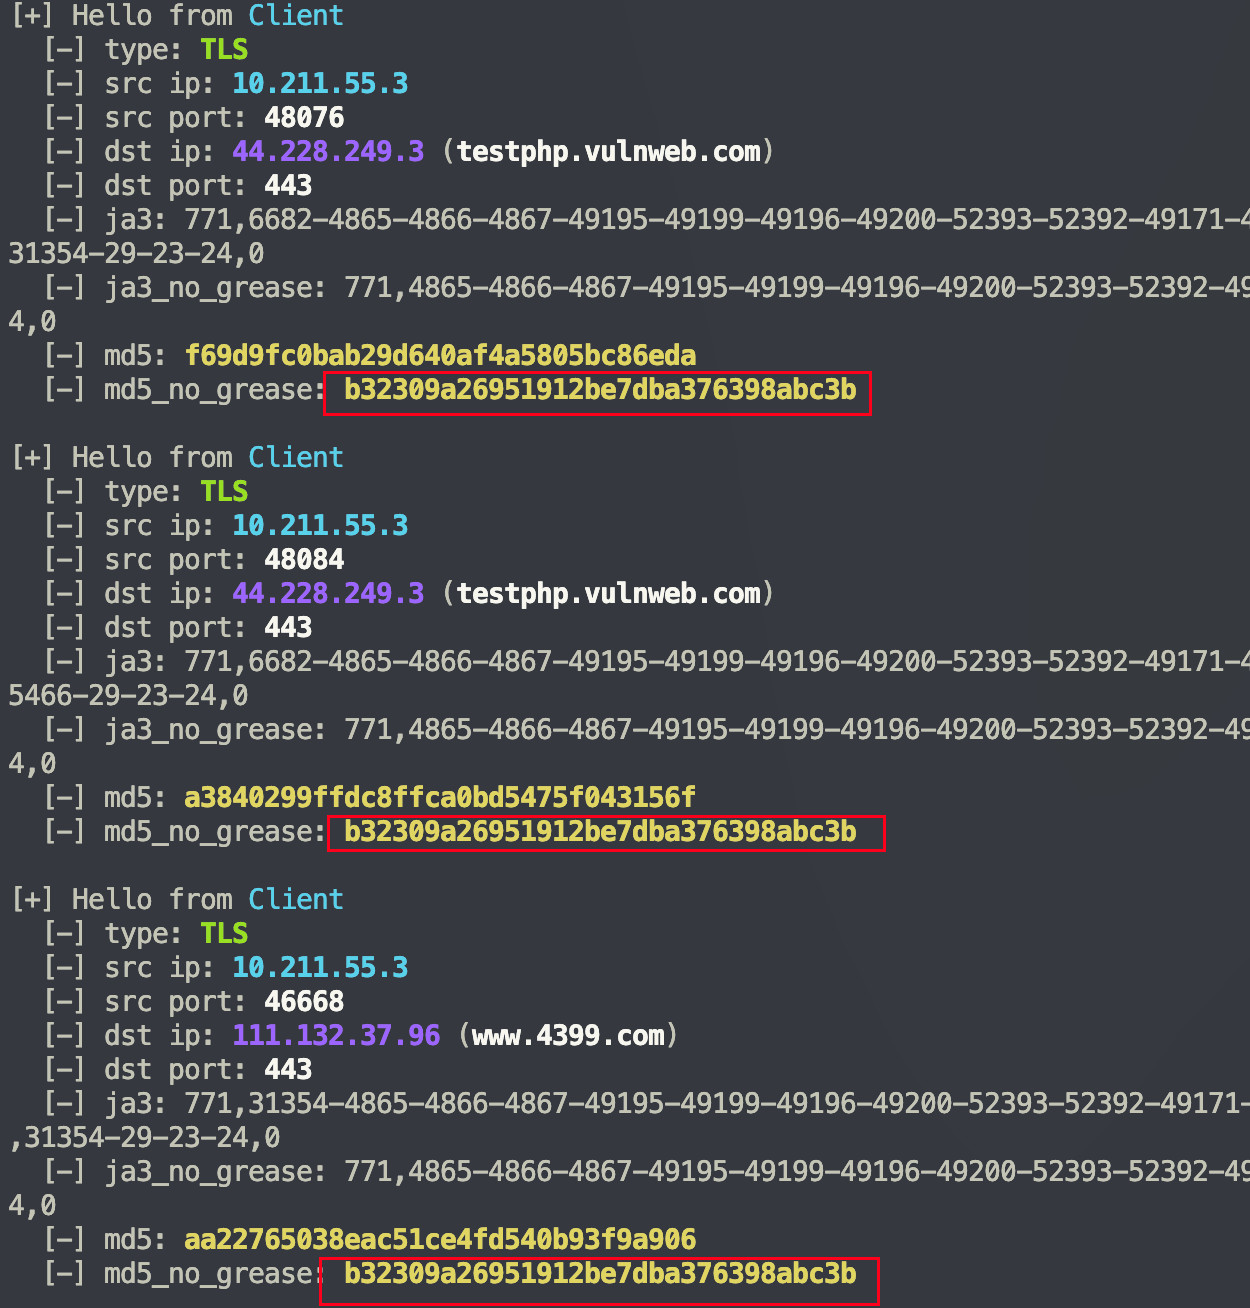 [+] Hello from Client
[-] type: TLS
[-] src ip: 10.211.55.3
[-] src port: 48076
[-] dst ip: 44.228.249.3 (testphp.vulnweb.com)
[-] dst port: 443
[-] ja3: 771,6682-4865-4866-4867-49195-49199-49196-49200-52393-52392-49171-4
31354-29-23-24,0
[-] ja3_no_grease: 771,4865-4866-4867-49195-49199-49196-49200-52393-52392-49
4,0
[-] md5: f69d9fc0bab29d640af4a5805bc86eda
[-] md5_no_grease: b32309a26951912be7dba376398abc3b
[+] Hello from Client
[-] type: TLS
[-] src ip: 10.211.55.3
[-] src port: 48084
[-] dst ip: 44.228.249.3 (testphp.vulnweb.com)
[-] dst port: 443
[-] ja3: 771,6682-4865-4866-4867-49195-49199-49196-49200-52393-52392-49171-4
5466-29-23-24,0
[-] ja3_no_grease: 771,4865-4866-4867-49195-49199-49196-49200-52393-52392-49
4,0
[-] md5: a3840299ffdc8ffca0bd5475f043156f
[-] md5_no_grease: b32309a26951912be7dba376398abc3b
[+] Hello from Client
[-] type: TLS
[-] src ip: 10.211.55.3
[-] src port: 46668
[-] dst ip: 111.132.37.96 (www.4399.com)
[-] dst port: 443
[-] ja3: 771,31354-4865-4866-4867-49195-49199-49196-49200-52393-52392-49171-
,31354-29-23-24,0
[-] ja3_no_grease: 771,4865-4866-4867-49195-49199-49196-49200-52393-52392-49
4,0
[-] md5: aa22765038eac51ce4fd540b93f9a906
[-] md5_no_grease: b32309a26951912be7dba376398abc3b